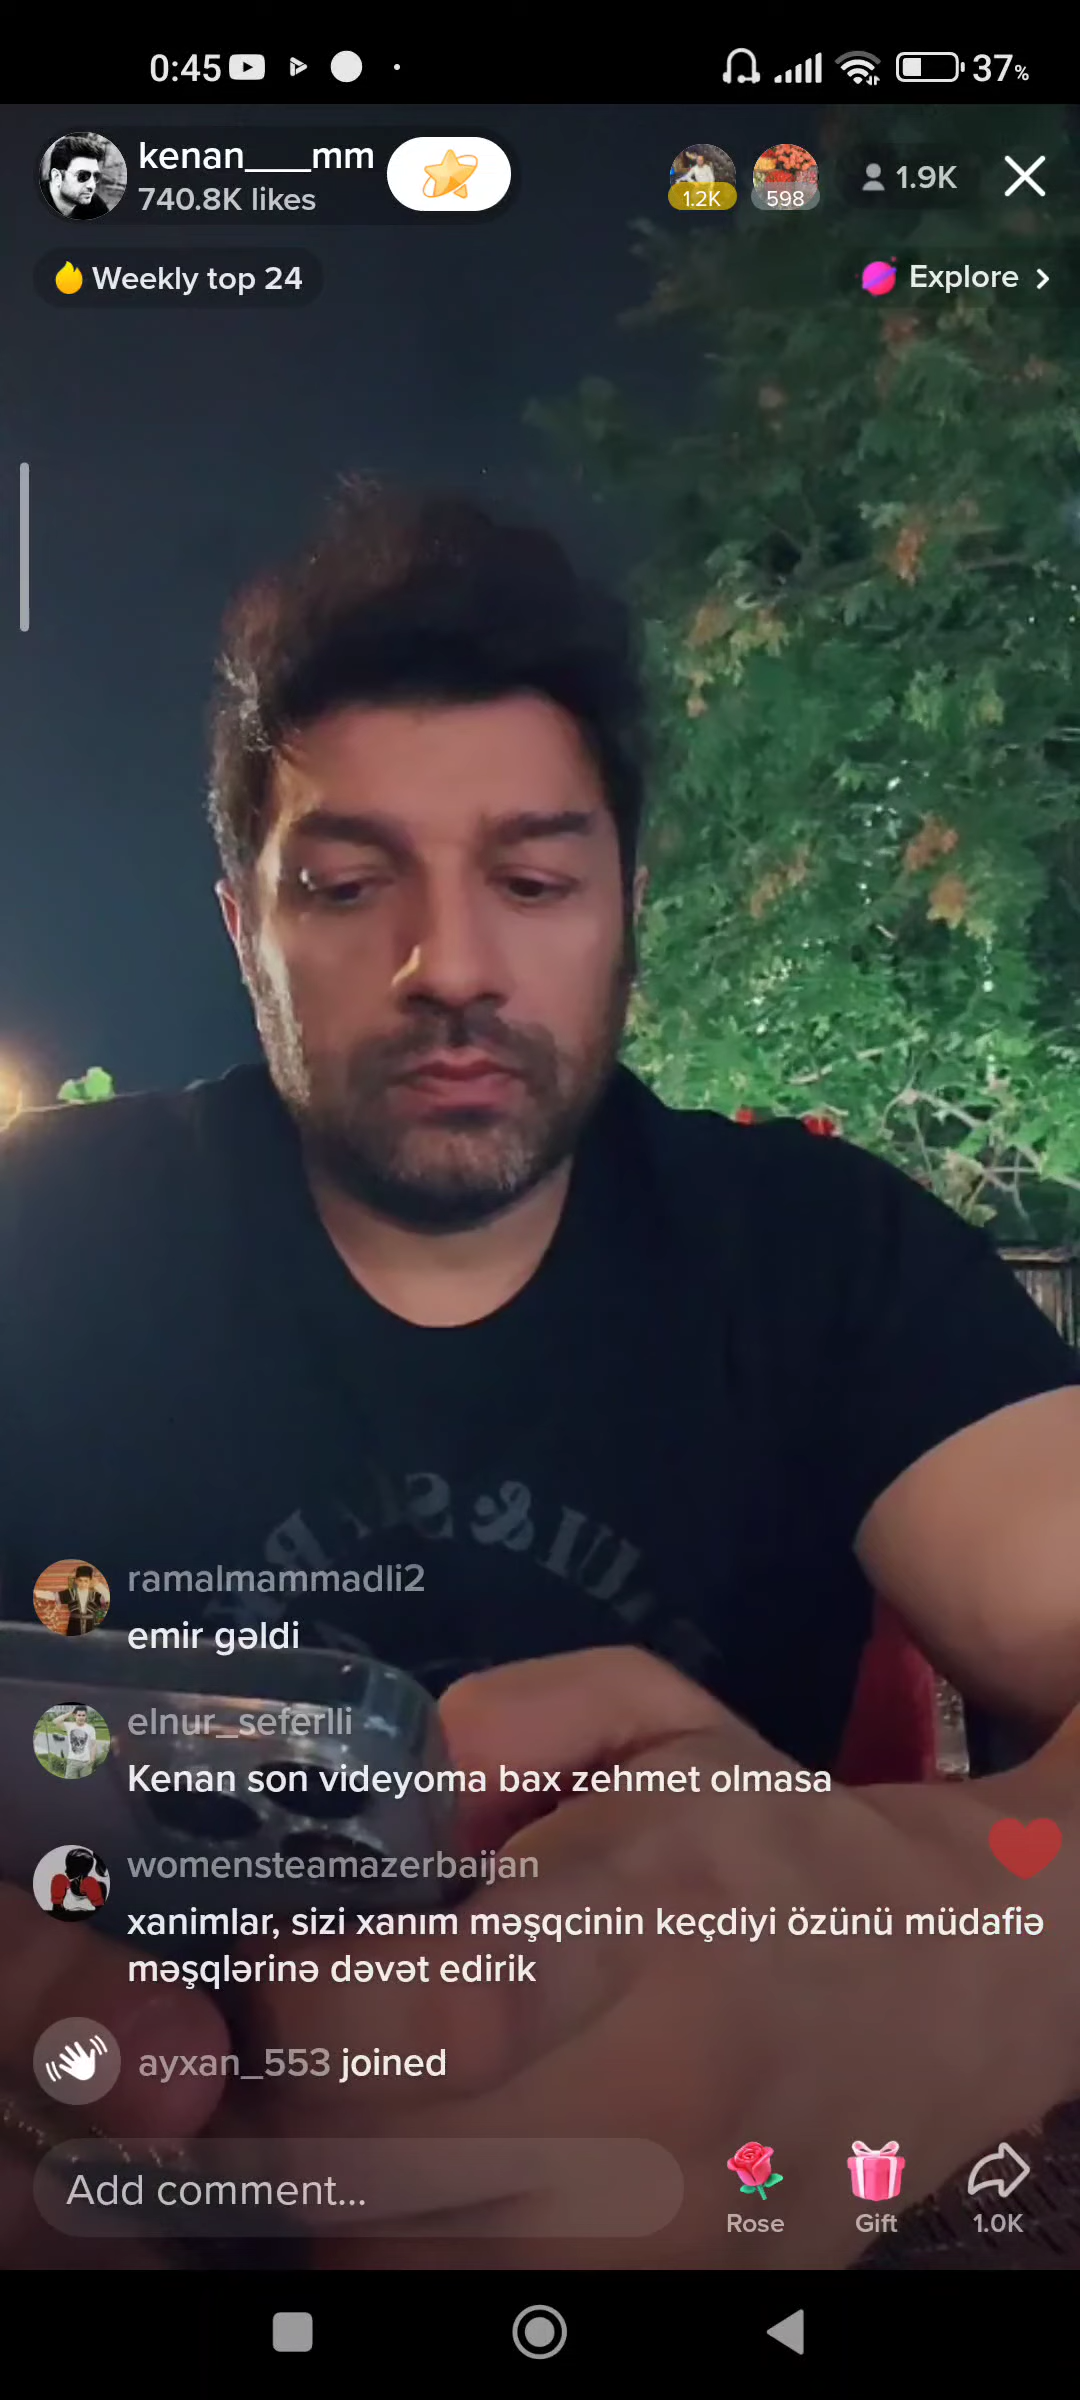 0:45
37%
kenan___mm
740.8K likes
1.2K
598
1.9K
Weekly top 24
Explore
ramalmammadli2
emir gəldi
elnur_seferlli
Kenan son videyoma bax zehmet olmasa
womensteamazerbaijan
xanimlar, sizi xanım məşqcinin keçdiyi özünü müdafiə
məşqlərinə dəvət edirik
ayxan_553 joined
Add comment...
Rose
Gift
1.0K